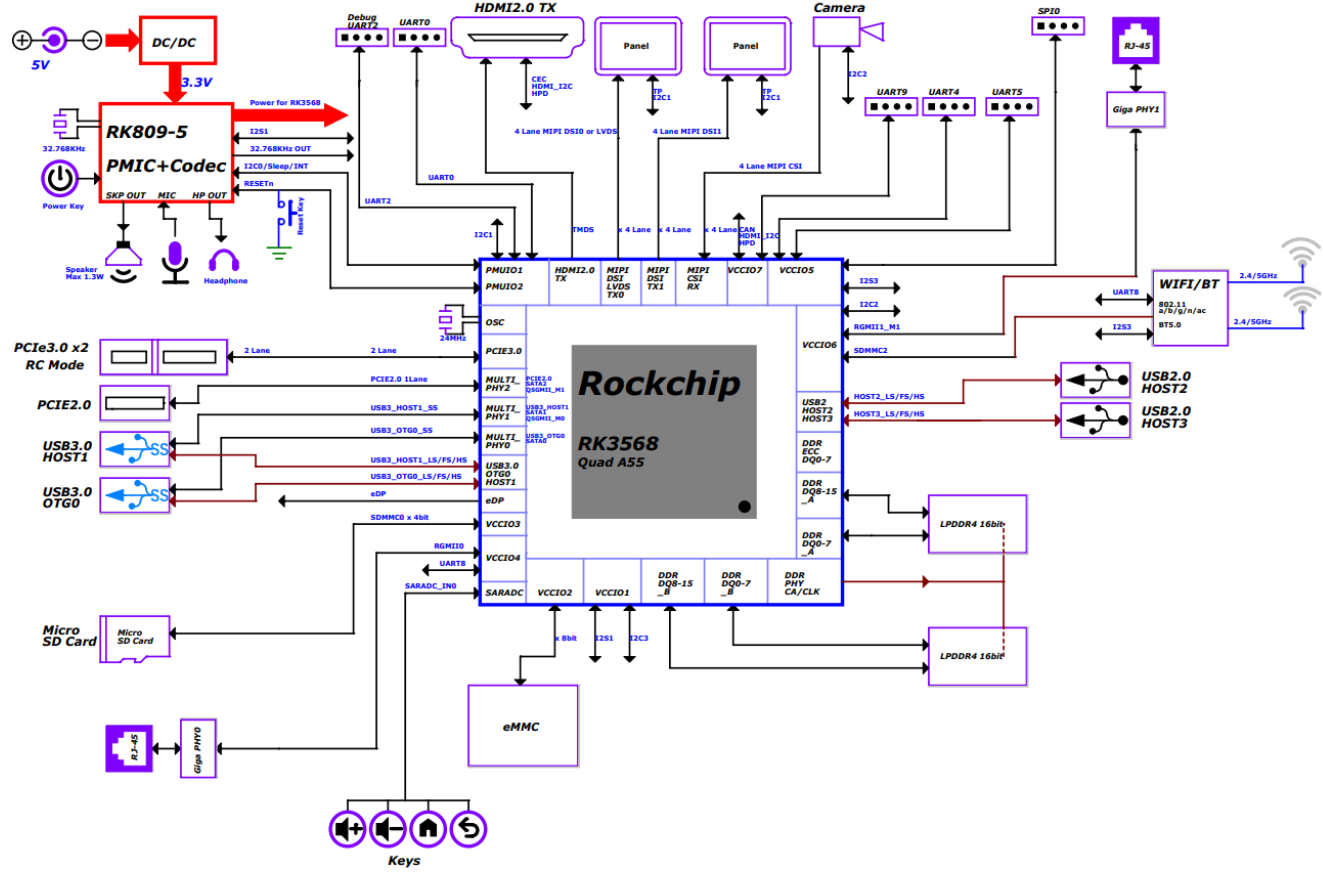 Debug
UART2
UART0
HDMI2.0 TX
Camera
SPI0
5V
DC/DC
3.3V
Panel
Panel
RJ-45
CEC
HDMI_I2C
HPD
TP
I2C1
TP
I2C1
I2C2
UART9
UART4
UART5
Giga PHY1
Power for RK3568
RK809-5
PMIC+Codec
32.768KHz
I2S1
32.768KHz OUT
I2C0/Sleep/INT
RESETn
4 Lane MIPI DSI0 or LVDS
4 Lane MIPI DSI1
4 Lane MIPI CSI
UART0
UART2
Power Key
SKP OUT
MIC
HP OUT
Reset Key
Speaker
Max 1.3W
Headphone
I2C1
TMDS
x 4 Lane
x 4 Lane
x 4 Lane
CAN
HDMI_I2C
HPD
PMUIO1
PMUIO2
HDMI2.0
TX
MIPI
DSI
LVDS
TX0
MIPI
DSI
TX1
MIPI
CSI
RX
VCCIO7
VCCIO5
I2S3
I2C2
RGMII1_M1
SDMMC2
UART8
I2S3
WIFI/BT
802.11
a/b/g/n/ac
BT5.0
2.4/5GHz
2.4/5GHz
24MHz
OSC
VCCIO6
PCIe3.0 x2
RC Mode
2 Lane
2 Lane
PCIE3.0
PCIE2.0
PCIE2.0 1Lane
MULTI_
PHY2
PCIE2.0
SATA2
QSGMII_M1
USB3_HOST1_SS
MULTI_
PHY1
USB3_HOST1
SATA1
QSGMII_M0
USB3.0
HOST1
SS
USB3_OTG0_SS
MULTI_
PHY0
USB3_OTG0
SATA0
USB3_HOST1_LS/FS/HS
USB3_OTG0_LS/FS/HS
USB3.0
OTG0
HOST1
USB3.0
OTG0
SS
eDP
eDP
Rockchip
RK3568
Quad A55
USB2
HOST2
HOST3
HOST2_LS/FS/HS
HOST3_LS/FS/HS
USB2.0
HOST2
USB2.0
HOST3
DDR
ECC
DQ0-7
DDR
DQ8-15
_A
DDR
DQ0-7
_A
LPDDR4 16bit
SDMMC0 x 4bit
VCCIO3
RGMII0
VCCIO4
UART8
SARADC_IN0
SARADC
VCCIO2
VCCIO1
DDR
DQ8-15
_B
DDR
DQ0-7
_B
DDR
PHY
CA/CLK
Micro
SD Card
Micro
SD Card
x 8bit
I2S1
I2C3
LPDDR4 16bit
eMMC
RJ-45
Giga PHY0
Keys